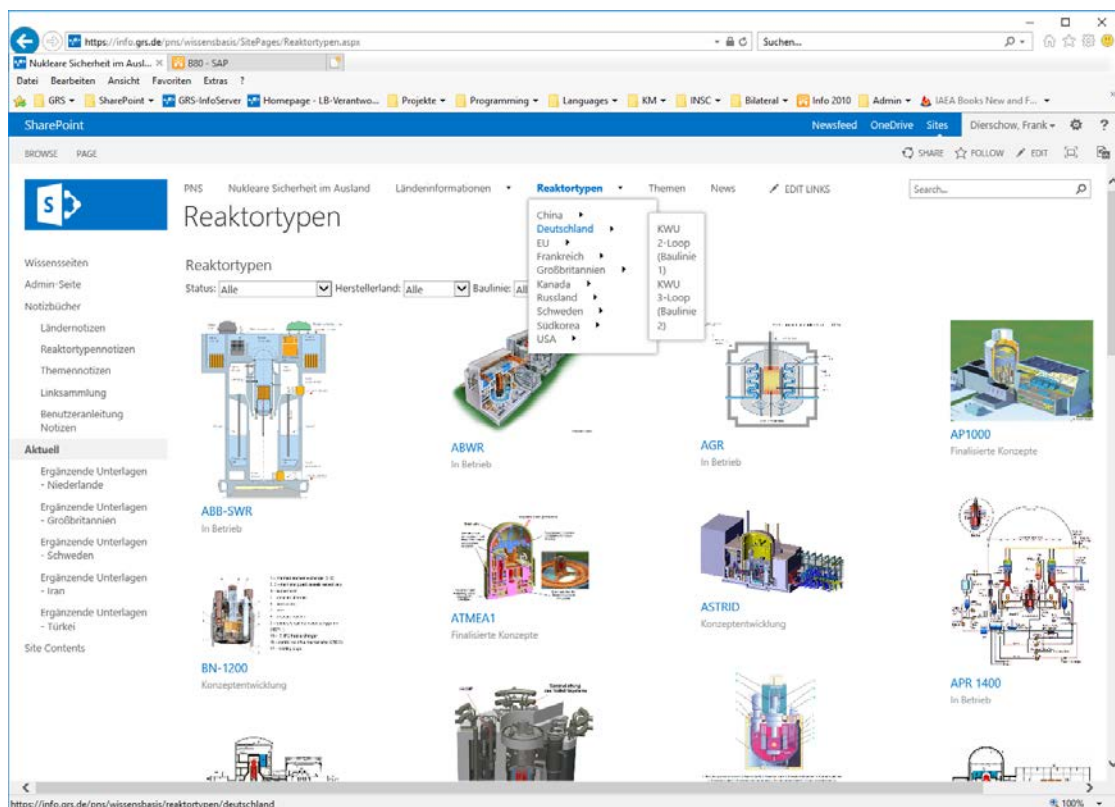 https://info.grs.de/pns/wissensbasis/SitePages/Reaktortypen.aspx
Suchen...
Nukleare Sicherheit im Ausl...
B80 - SAP
Datei Bearbeiten Ansicht Favoriten Extras ?
GRS SharePoint GRS-InfoServer Homepage - LB-Verantwo... Projekte Programming Languages KM INSC Bilateral Info 2010 Admin IAEA Books New and F...
SharePoint
Newsfeed OneDrive Sites Dierschow, Frank ?
BROWSE PAGE
SHARE FOLLOW EDIT
PNS Nukleare Sicherheit im Ausland Länderinformationen Reaktortypen Themen News EDIT LINKS
Search...
Reaktortypen
China
Deutschland
EU
Frankreich
Großbritannien
Kanada
Russland
Schweden
Südkorea
USA
KWU
2-Loop
(Baulinie
1)
KWU
3-Loop
(Baulinie
2)
Wissensseiten
Admin-Seite
Notizbücher
Ländernotizen
Reaktortypennotizen
Themennotizen
Linksammlung
Benutzeranleitung
Notizen
Aktuell
Ergänzende Unterlagen
- Niederlande
Ergänzende Unterlagen
- Großbritannien
Ergänzende Unterlagen
- Schweden
Ergänzende Unterlagen
- Iran
Ergänzende Unterlagen
- Türkei
Site Contents
Reaktortypen
Status: Alle Herstellerland: Alle Baulinie:
ABB-SWR
In Betrieb
ABWR
In Betrieb
AGR
In Betrieb
AP1000
Finalisierte Konzepte
BN-1200
Konzeptentwicklung
ATMEA1
Finalisierte Konzepte
ASTRID
Konzeptentwicklung
APR 1400
In Betrieb
https://info.grs.de/pns/wissensbasis/reaktortypen/deutschland
100%